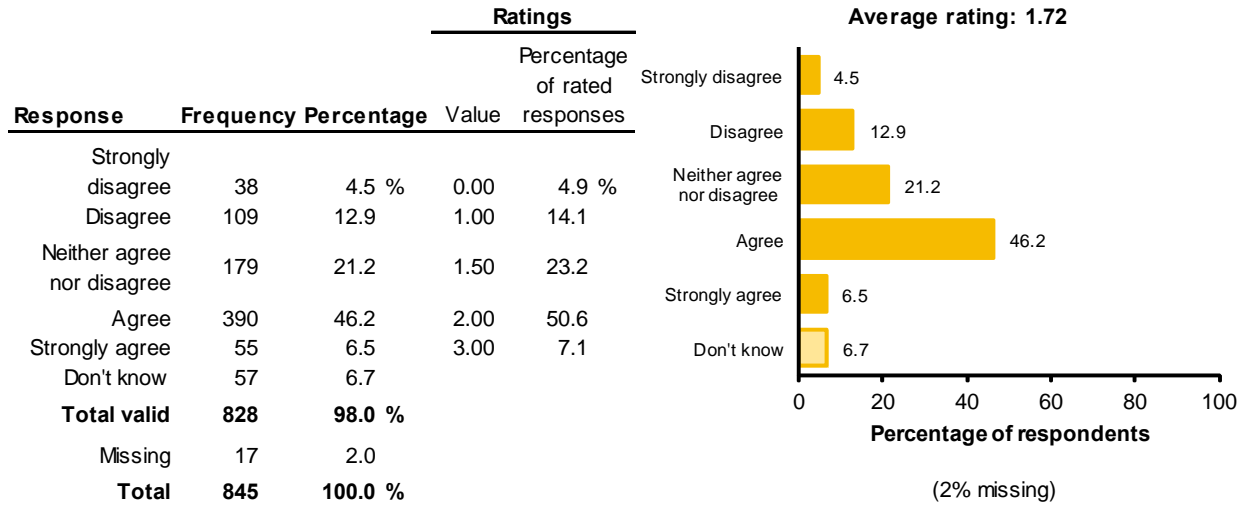 Ratings
Response Frequency Percentage Value Percentage of rated responses
Strongly disagree 38 4.5 % 0.00 4.9 %
Disagree 109 12.9 1.00 14.1
Neither agree nor disagree 179 21.2 1.50 23.2
Agree 390 46.2 2.00 50.6
Strongly agree 55 6.5 3.00 7.1
Don't know 57 6.7
Total valid 828 98.0 %
Missing 17 2.0
Total 845 100.0 %
Average rating: 1.72
Strongly disagree 4.5
Disagree 12.9
Neither agree
nor disagree 21.2
Agree 46.2
Strongly agree 6.5
Don't know 6.7
0 20 40 60 80 100
Percentage of respondents
(2% missing)